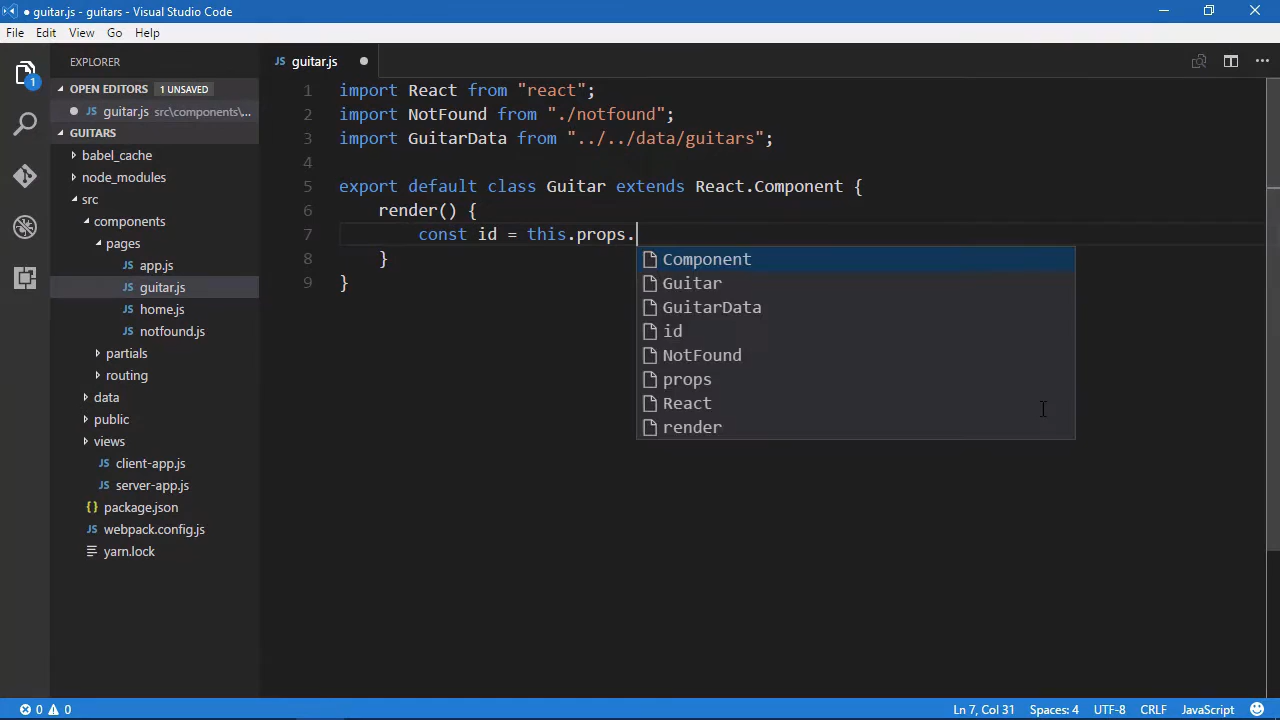 ● guitar.js - guitars - Visual Studio Code
File Edit View Go Help
EXPLORER
OPEN EDITORS 1 UNSAVED
● JS guitar.js src\components\...
GUITARS
babel_cache
node_modules
src
components
pages
JS app.js
JS guitar.js
JS home.js
JS notfound.js
partials
routing
data
public
views
JS client-app.js
JS server-app.js
{ } package.json
JS webpack.config.js
yarn.lock
1
JS guitar.js ●
1 import React from "react";
2 import NotFound from "./notfound";
3 import GuitarData from "../../data/guitars";
4
5 export default class Guitar extends React.Component {
6 render() {
7 const id = this.props.
8 }
9 }
Component
Guitar
GuitarData
id
NotFound
props
React
render
0 0 Ln 7, Col 31 Spaces: 4 UTF-8 CRLF JavaScript